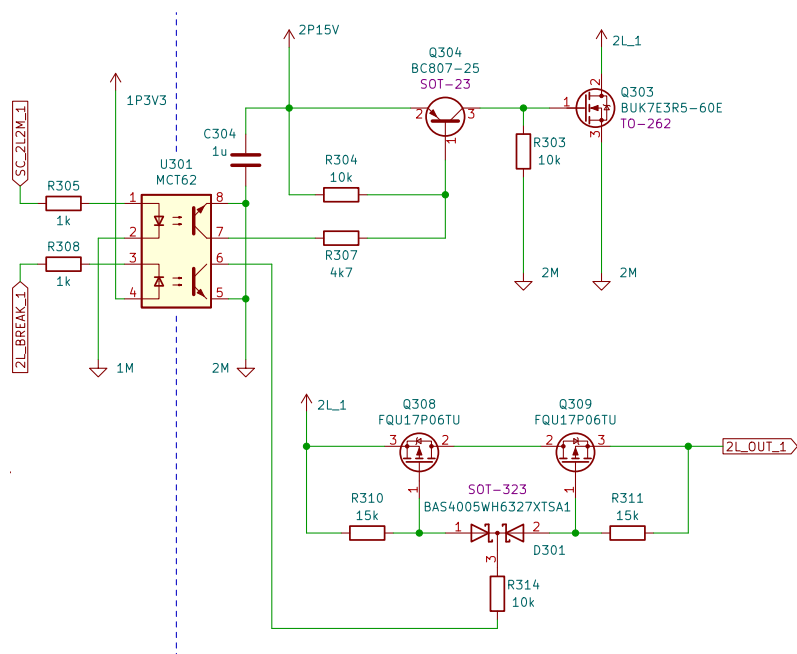 2P15V
Q304
BC807-25
SOT-23
2
3
1
2L_1
2
Q303
BUK7E3R5-60E
TO-262
1
3
1P3V3
SC_2L2M_1
C304
1u
U301
MCT62
R304
10k
R303
10k
R305
1k
1
8
2
7
R307
4k7
R308
1k
3
6
4
5
2L_BREAK_1
1M
2M
2M
2M
2L_1
Q308
FQU17P06TU
3
2
1
Q309
FQU17P06TU
2
3
1
2L_OUT_1
SOT-323
BAS4005WH6327XTSA1
R310
15k
R311
15k
1
2
D301
3
R314
10k